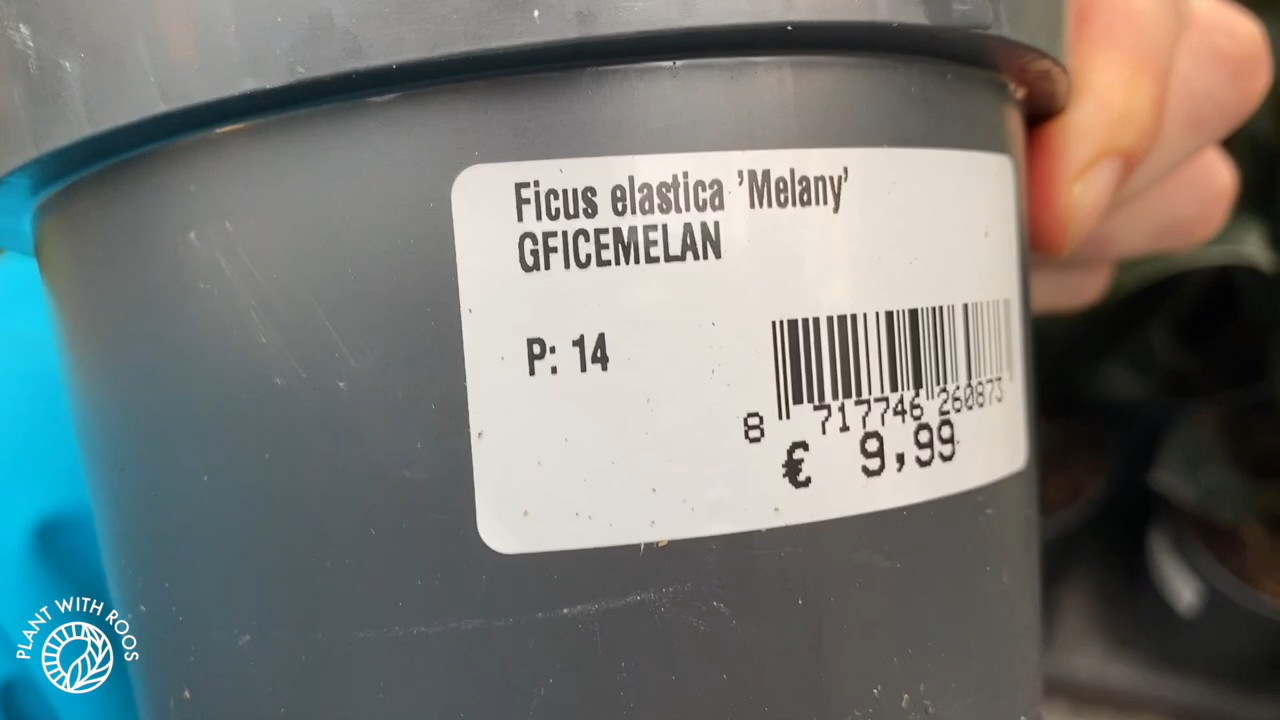 Ficus elastica 'Melany'
GFICEMELAN
P: 14
8 717746 260873
€ 9,99
PLANT WITH ROOS